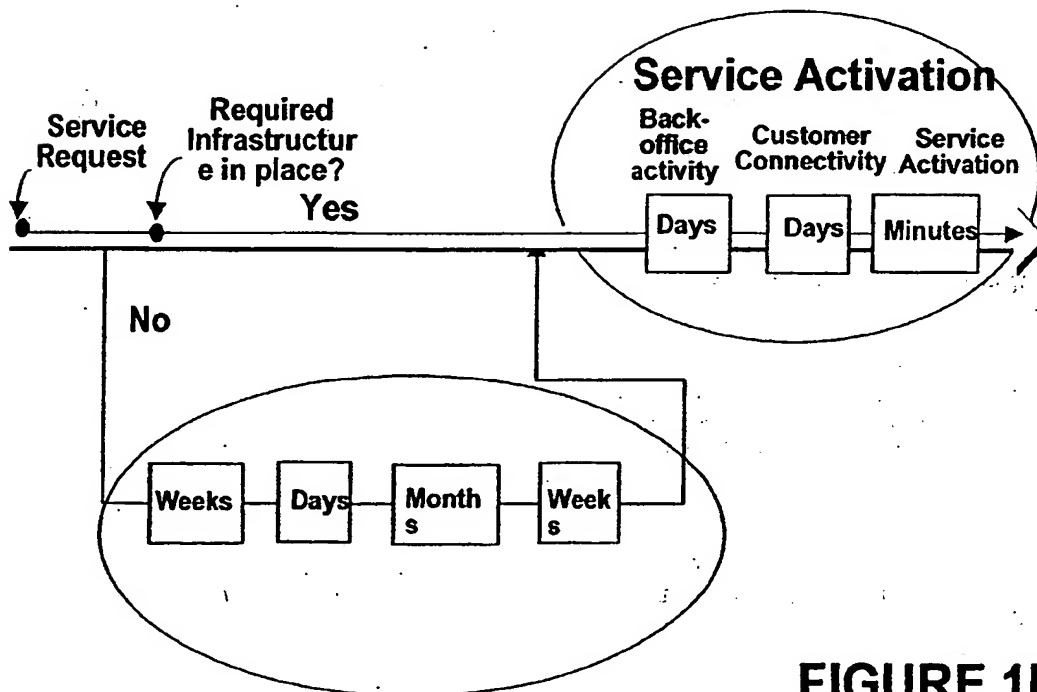 Service Activation
Service
Request
Required
Infrastructur
e in place?
Back-
office
activity
Customer
Connectivity
Service
Activation
Yes
Days
Days
Minutes
No
Weeks
Days
Month
s
Week
s
FIGURE